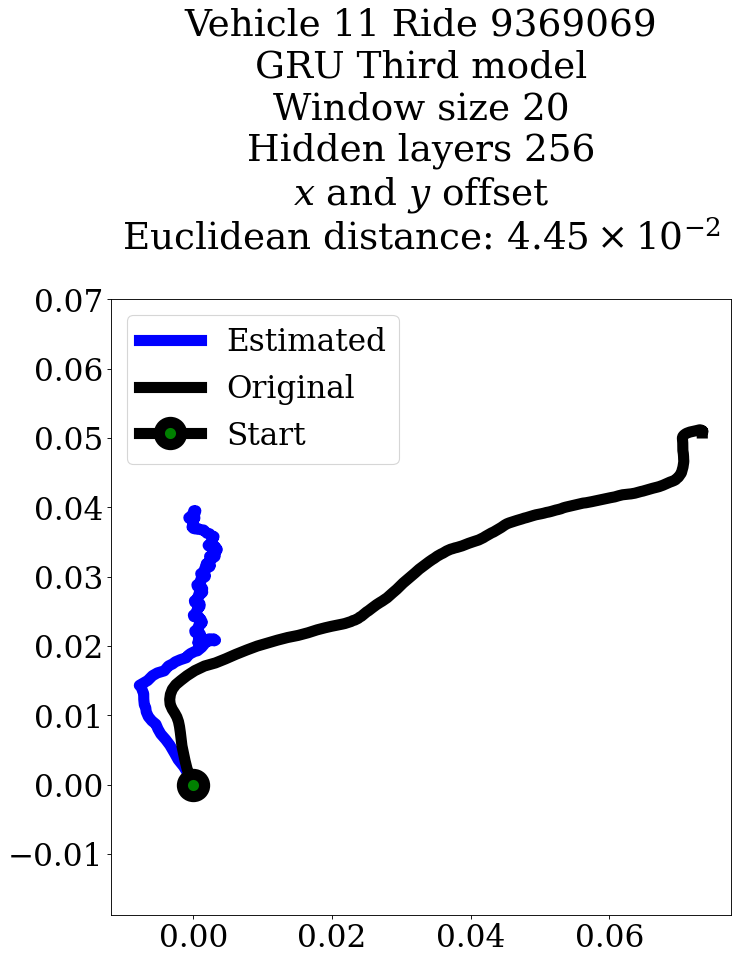 Vehicle 11 Ride 9369069
GRU Third model
Window size 20
Hidden layers 256
x and y offset
Euclidean distance: 4.45 × 10⁻²
0.07
0.06
0.05
0.04
0.03
0.02
0.01
0.00
−0.01
Estimated
Original
Start
0.00 0.02 0.04 0.06